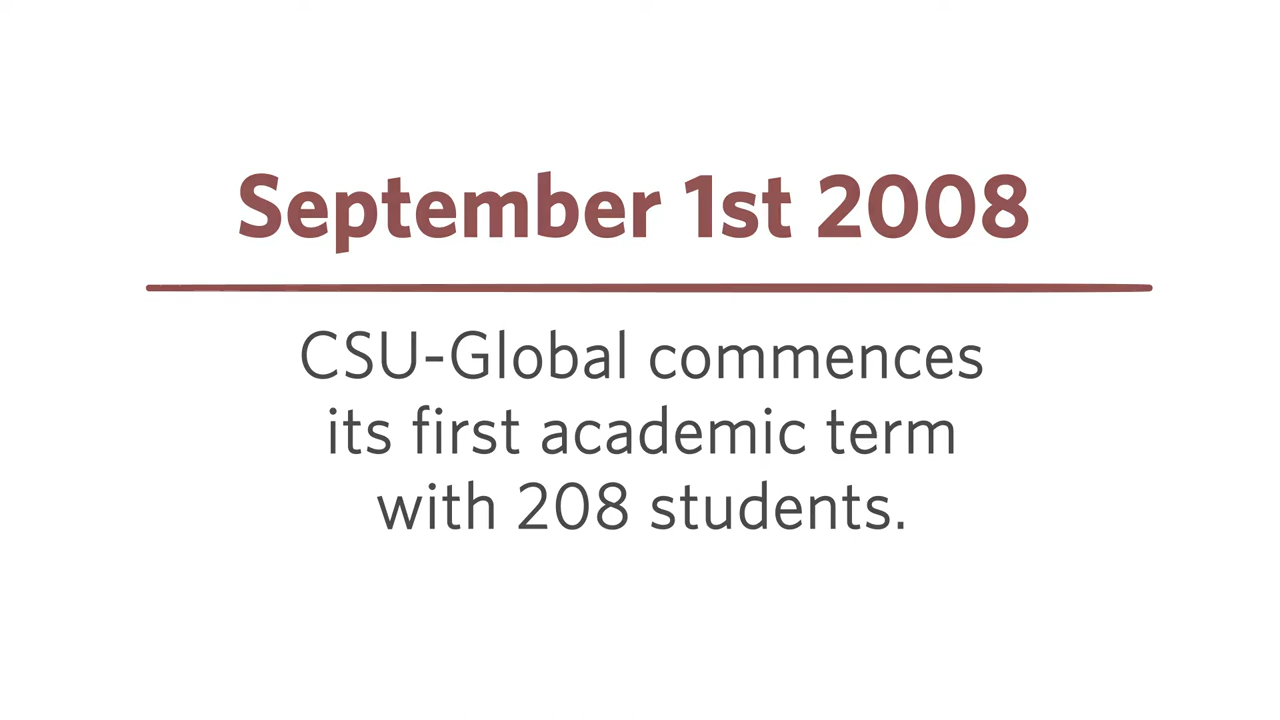 September 1st 2008
CSU-Global commences
its first academic term
with 208 students.